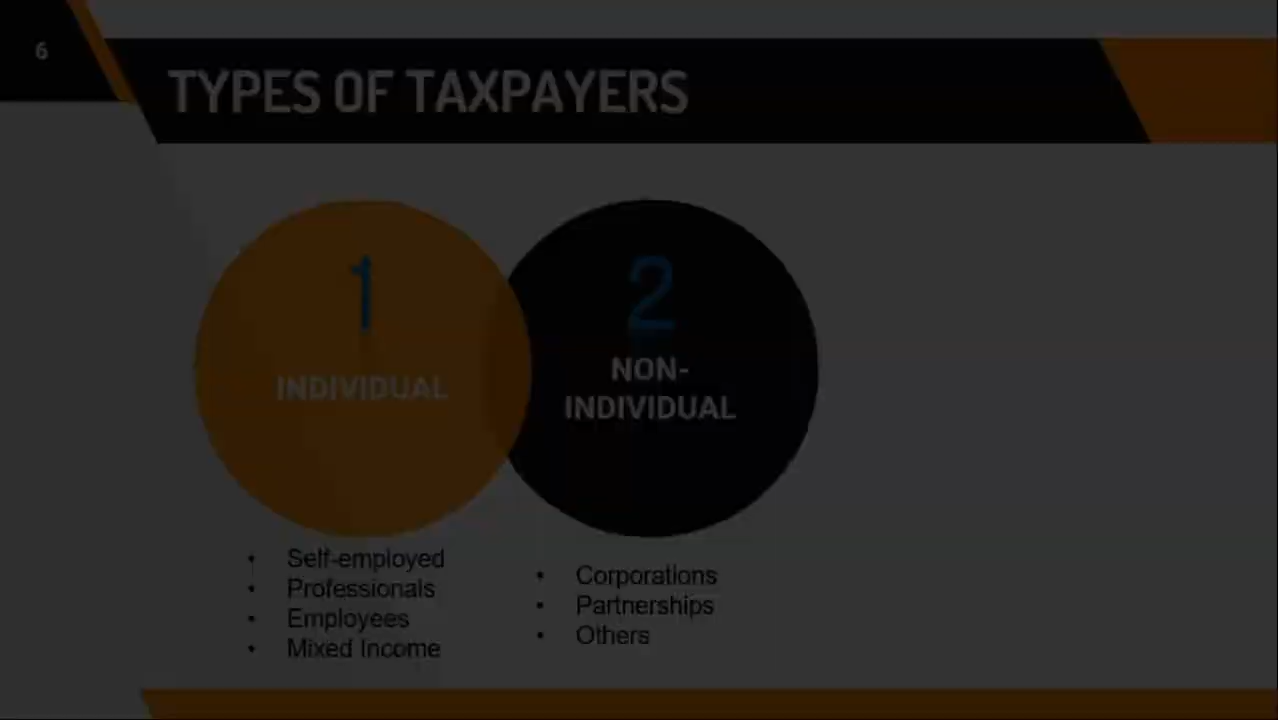 6
TYPES OF TAXPAYERS
1
INDIVIDUAL
2
NON-
INDIVIDUAL
• Self-employed
• Professionals
• Employees
• Mixed Income
• Corporations
• Partnerships
• Others